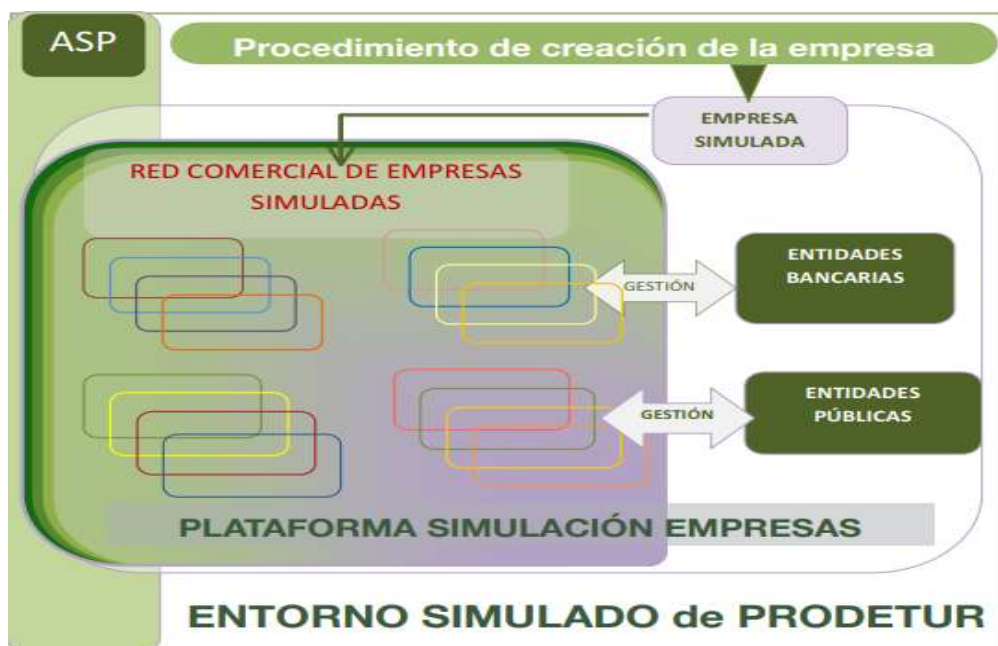 ASP
Procedimiento de creación de la empresa
EMPRESA
SIMULADA
RED COMERCIAL DE EMPRESAS
SIMULADAS
GESTIÓN
ENTIDADES
BANCARIAS
GESTIÓN
ENTIDADES
PÚBLICAS
PLATAFORMA SIMULACIÓN EMPRESAS
ENTORNO SIMULADO de PRODETUR